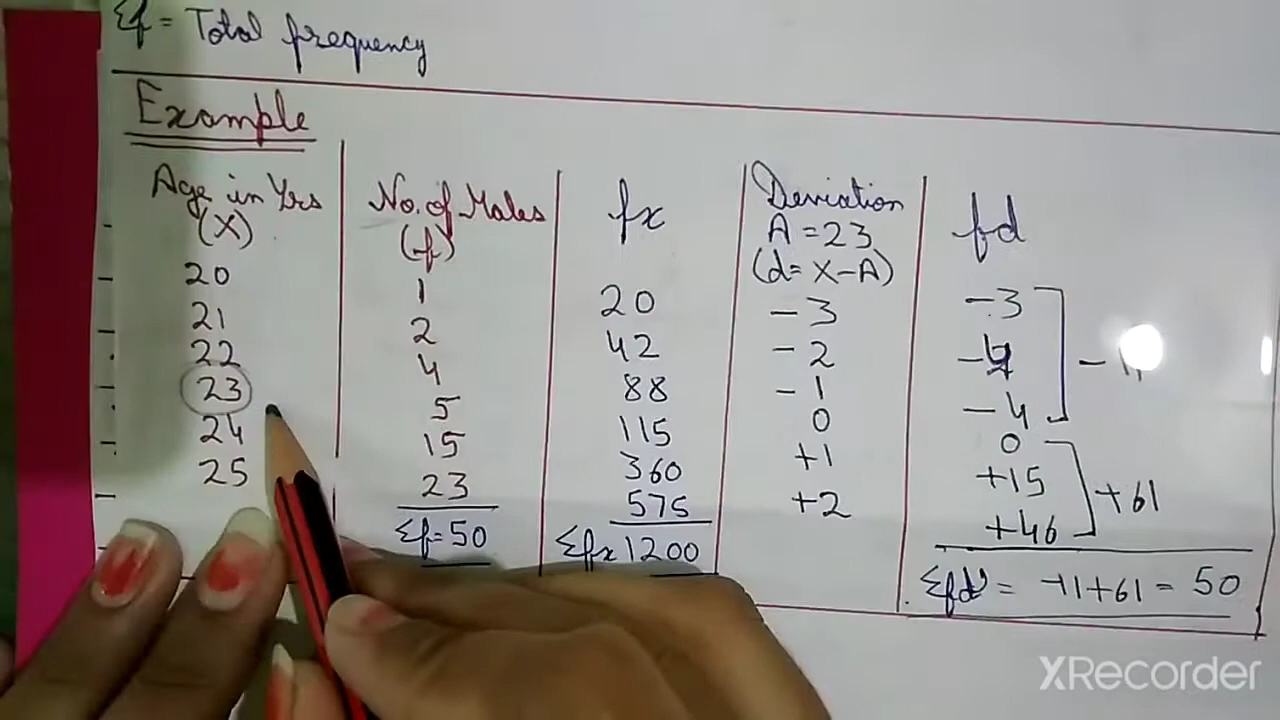 Σf = Total frequency
Example
Age in Yrs (X) | No. of Males (f) | fx | Deviation A = 23 (d = X - A) | fd
20 | 1 | 20 | - 3 | - 3
21 | 2 | 42 | - 2 | - 4
22 | 4 | 88 | - 1 | - 4
23 | 5 | 115 | 0 | 0
24 | 15 | 360 | +1 | +15
25 | 23 | 575 | +2 | +46
- 11
+61
Σf = 50 | Σfx 1200 | Σfd = -11+61 = 50
XRecorder